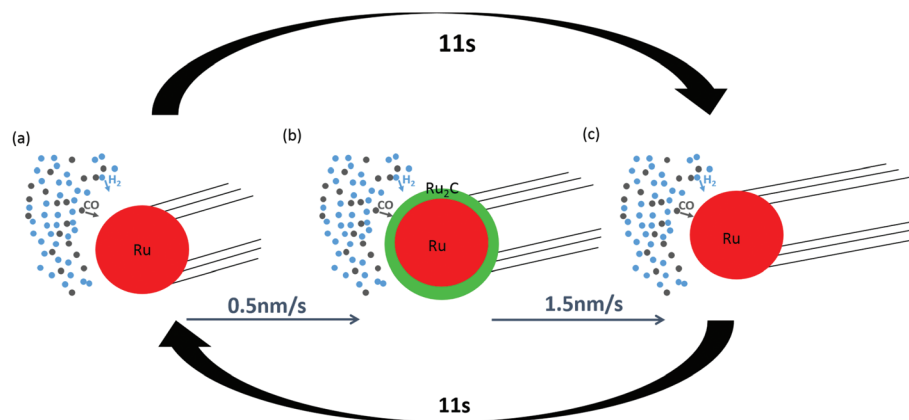 11s
(a)
(b)
(c)
H₂
CO
Ru
H₂
CO
Ru₂C
Ru
H₂
CO
Ru
0.5nm/s
1.5nm/s
11s